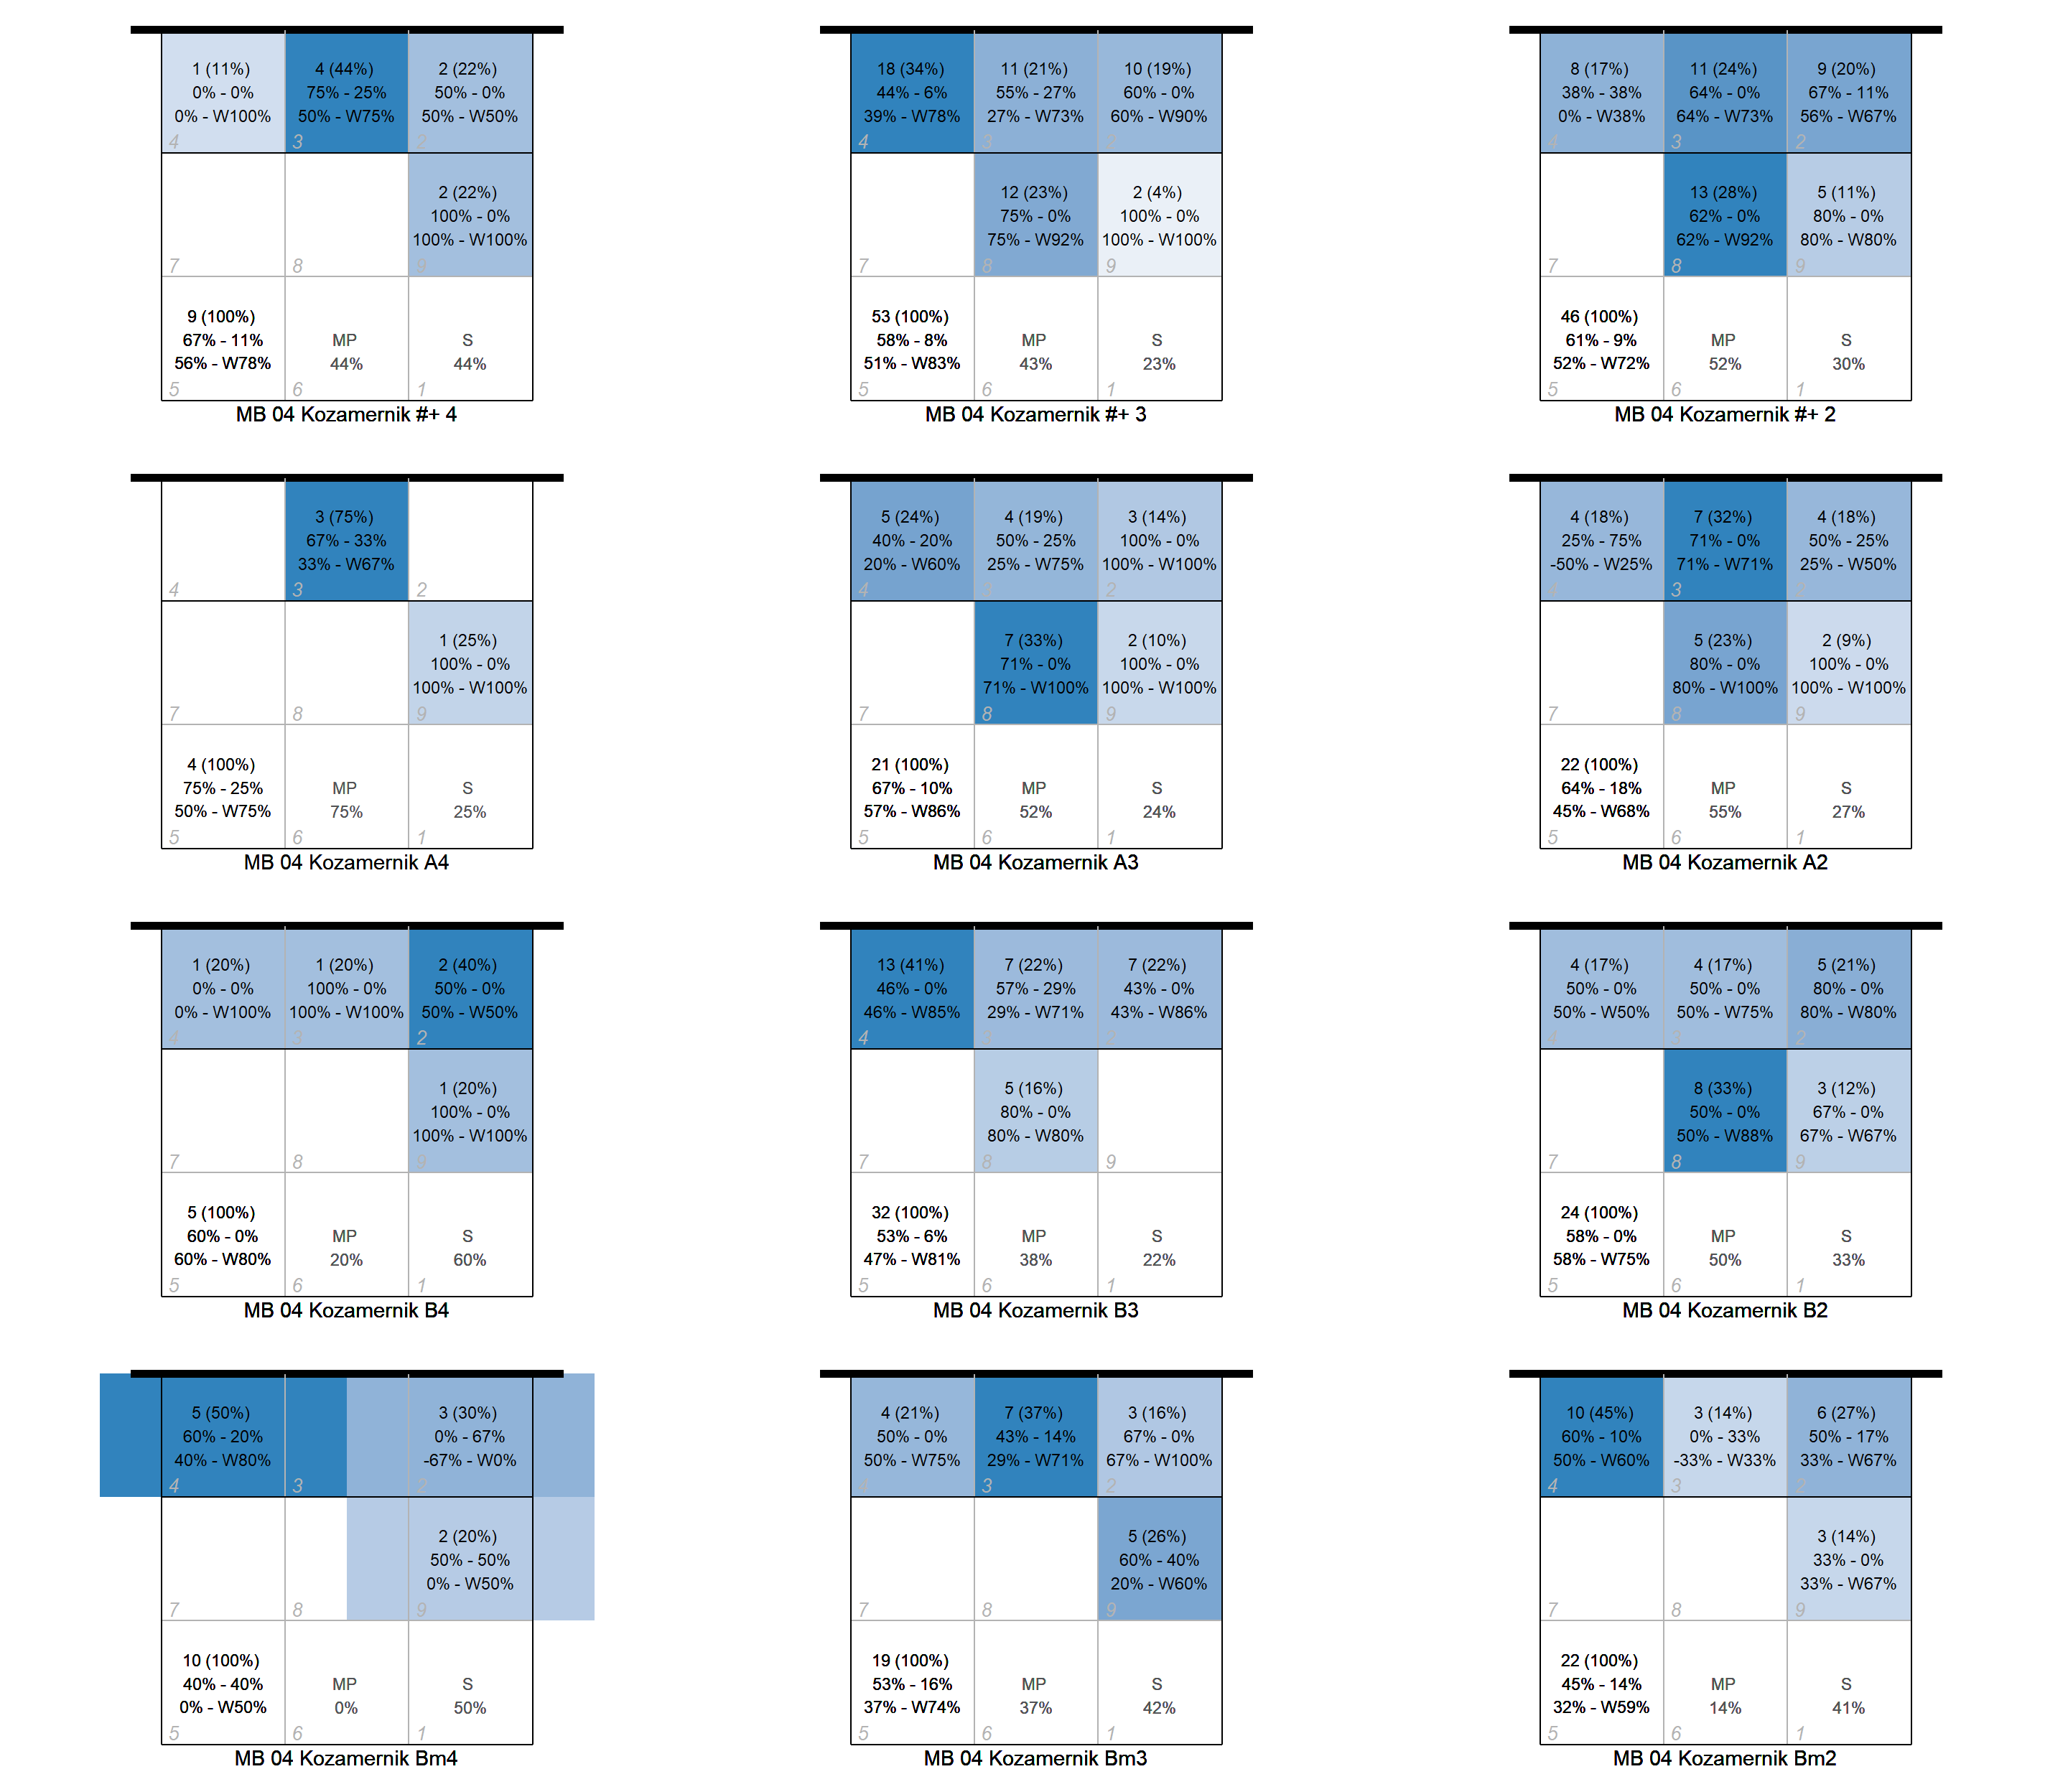 1 (11%) 4 (44%) 2 (22%)
0% - 0% 75% - 25% 50% - 0%
0% - W100% 50% - W75% 50% - W50%
4 3 2
2 (22%)
100% - 0%
100% - W100%
7 8 9
9 (100%)
67% - 11% MP S
56% - W78% 44% 44%
5 6 1
MB 04 Kozamernik #+ 4
18 (34%) 11 (21%) 10 (19%)
44% - 6% 55% - 27% 60% - 0%
39% - W78% 27% - W73% 60% - W90%
4 3 2
12 (23%) 2 (4%)
75% - 0% 100% - 0%
75% - W92% 100% - W100%
7 8 9
53 (100%)
58% - 8% MP S
51% - W83% 43% 23%
5 6 1
MB 04 Kozamernik #+ 3
8 (17%) 11 (24%) 9 (20%)
38% - 38% 64% - 0% 67% - 11%
0% - W38% 64% - W73% 56% - W67%
4 3 2
13 (28%) 5 (11%)
62% - 0% 80% - 0%
62% - W92% 80% - W80%
7 8 9
46 (100%)
61% - 9% MP S
52% - W72% 52% 30%
5 6 1
MB 04 Kozamernik #+ 2
3 (75%)
67% - 33%
33% - W67%
4 3 2
1 (25%)
100% - 0%
100% - W100%
7 8 9
4 (100%)
75% - 25% MP S
50% - W75% 75% 25%
5 6 1
MB 04 Kozamernik A4
5 (24%) 4 (19%) 3 (14%)
40% - 20% 50% - 25% 100% - 0%
20% - W60% 25% - W75% 100% - W100%
4 3 2
7 (33%) 2 (10%)
71% - 0% 100% - 0%
71% - W100% 100% - W100%
7 8 9
21 (100%)
67% - 10% MP S
57% - W86% 52% 24%
5 6 1
MB 04 Kozamernik A3
4 (18%) 7 (32%) 4 (18%)
25% - 75% 71% - 0% 50% - 25%
-50% - W25% 71% - W71% 25% - W50%
4 3 2
5 (23%) 2 (9%)
80% - 0% 100% - 0%
80% - W100% 100% - W100%
7 8 9
22 (100%)
64% - 18% MP S
45% - W68% 55% 27%
5 6 1
MB 04 Kozamernik A2
1 (20%) 1 (20%) 2 (40%)
0% - 0% 100% - 0% 50% - 0%
0% - W100% 100% - W100% 50% - W50%
4 3 2
1 (20%)
100% - 0%
100% - W100%
7 8 9
5 (100%)
60% - 0% MP S
60% - W80% 20% 60%
5 6 1
MB 04 Kozamernik B4
13 (41%) 7 (22%) 7 (22%)
46% - 0% 57% - 29% 43% - 0%
46% - W85% 29% - W71% 43% - W86%
4 3 2
5 (16%)
80% - 0%
80% - W80%
7 8 9
32 (100%)
53% - 6% MP S
47% - W81% 38% 22%
5 6 1
MB 04 Kozamernik B3
4 (17%) 4 (17%) 5 (21%)
50% - 0% 50% - 0% 80% - 0%
50% - W50% 50% - W75% 80% - W80%
4 3 2
8 (33%) 3 (12%)
50% - 0% 67% - 0%
50% - W88% 67% - W67%
7 8 9
24 (100%)
58% - 0% MP S
58% - W75% 50% 33%
5 6 1
MB 04 Kozamernik B2
5 (50%) 3 (30%)
60% - 20% 0% - 67%
40% - W80% -67% - W0%
4 3 2
2 (20%)
50% - 50%
0% - W50%
7 8 9
10 (100%)
40% - 40% MP S
0% - W50% 0% 50%
5 6 1
MB 04 Kozamernik Bm4
4 (21%) 7 (37%) 3 (16%)
50% - 0% 43% - 14% 67% - 0%
50% - W75% 29% - W71% 67% - W100%
4 3 2
5 (26%)
60% - 40%
20% - W60%
7 8 9
19 (100%)
53% - 16% MP S
37% - W74% 37% 42%
5 6 1
MB 04 Kozamernik Bm3
10 (45%) 3 (14%) 6 (27%)
60% - 10% 0% - 33% 50% - 17%
50% - W60% -33% - W33% 33% - W67%
4 3 2
3 (14%)
33% - 0%
33% - W67%
7 8 9
22 (100%)
45% - 14% MP S
32% - W59% 14% 41%
5 6 1
MB 04 Kozamernik Bm2